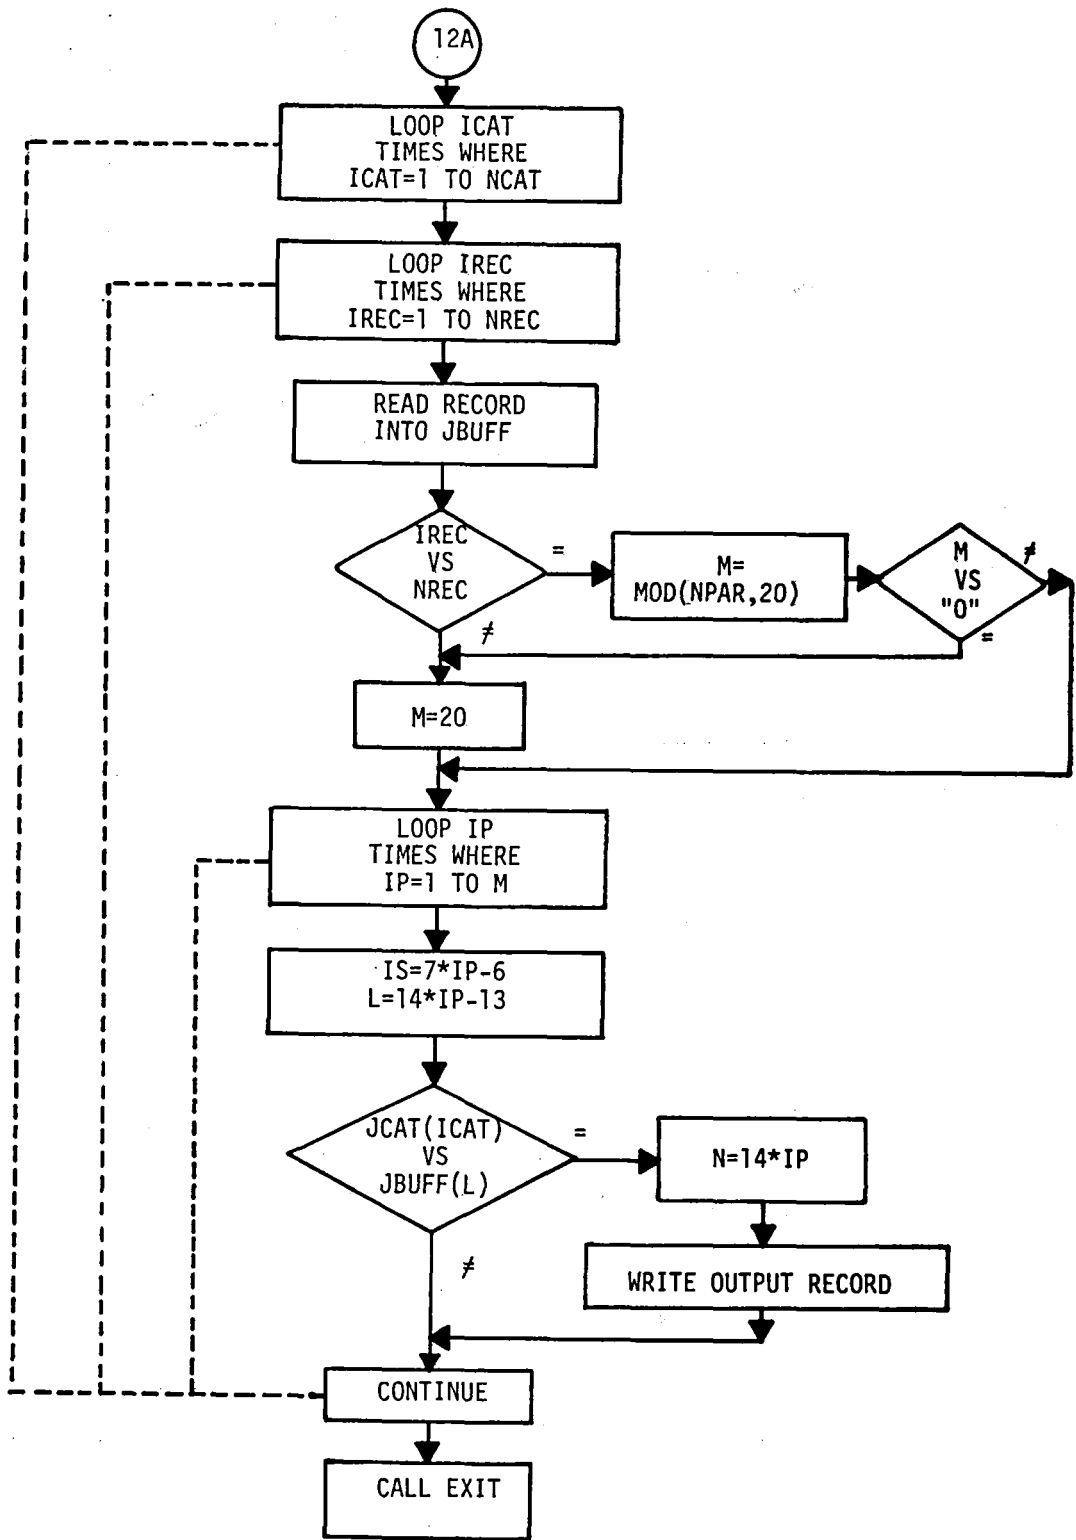 12A
LOOP ICAT
TIMES WHERE
ICAT=1 TO NCAT
LOOP IREC
TIMES WHERE
IREC=1 TO NREC
READ RECORD
INTO JBUFF
IREC
VS
NREC
=
≠
M=
MOD(NPAR,20)
M
VS
"0"
≠
=
M=20
LOOP IP
TIMES WHERE
IP=1 TO M
IS=7*IP-6
L=14*IP-13
JCAT(ICAT)
VS
JBUFF(L)
=
≠
N=14*IP
WRITE OUTPUT RECORD
CONTINUE
CALL EXIT